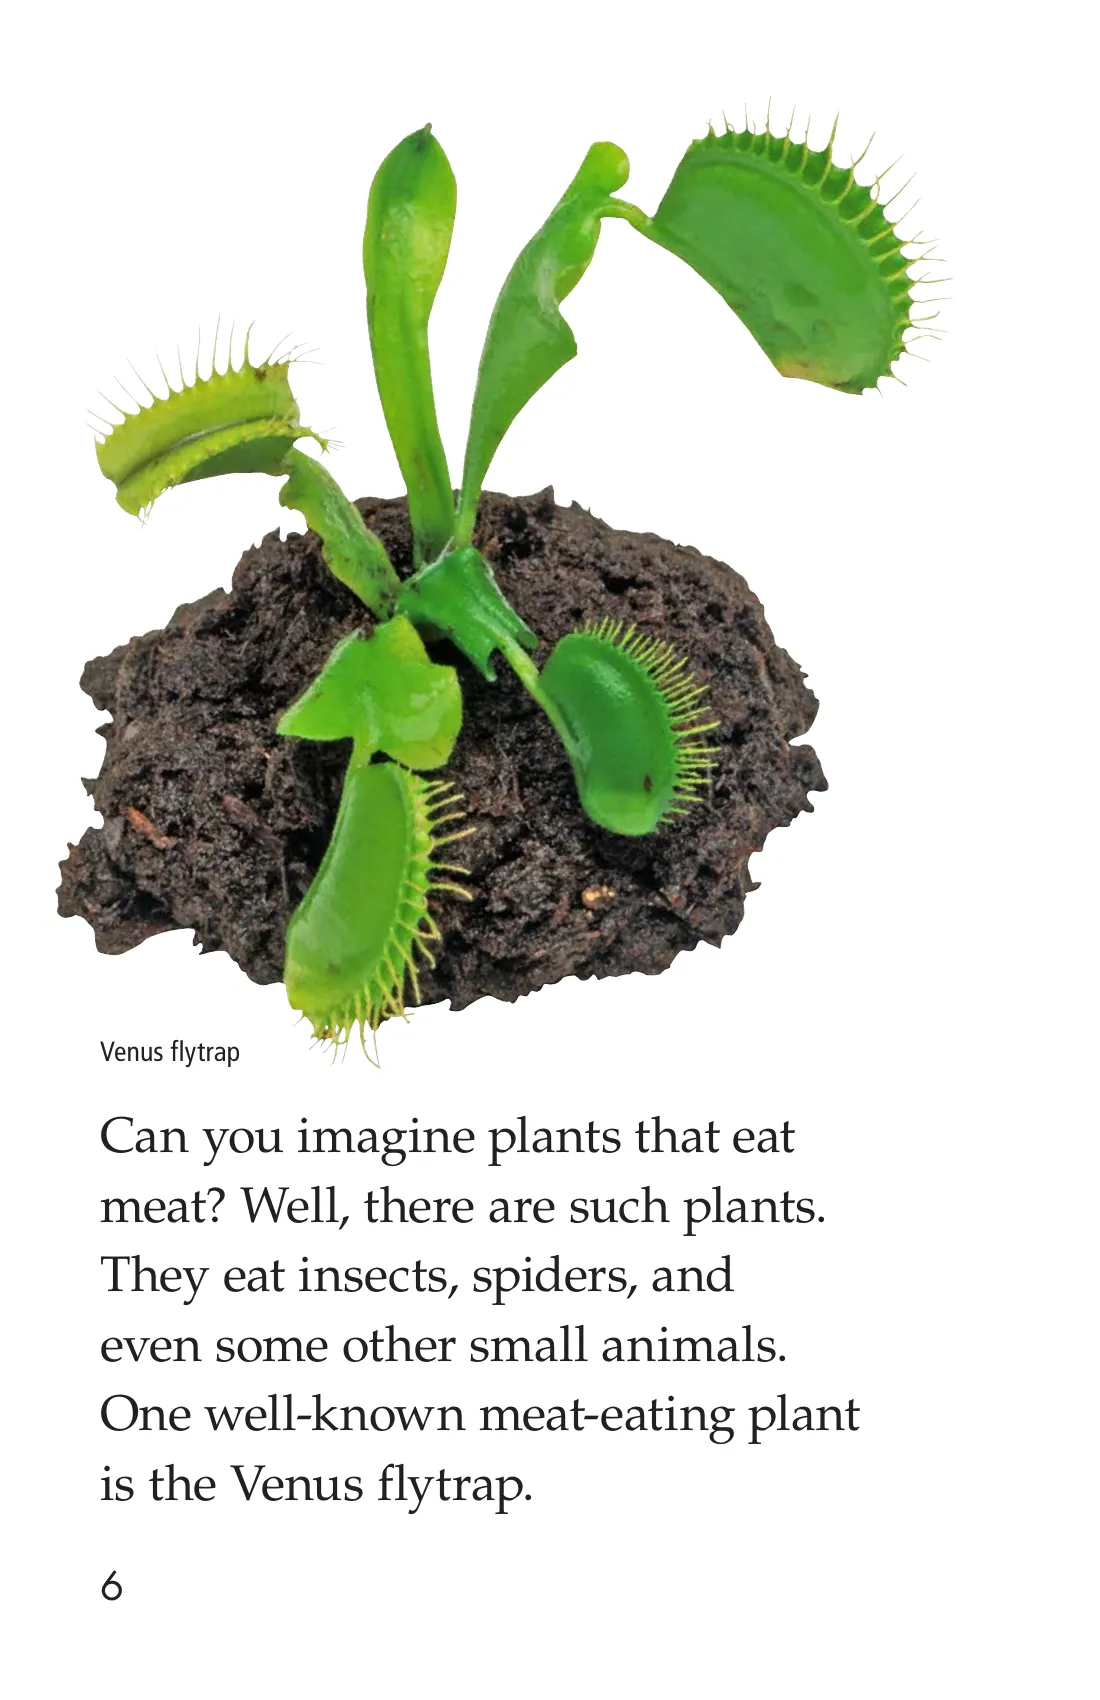 Venus flytrap
Can you imagine plants that eat
meat? Well, there are such plants.
They eat insects, spiders, and
even some other small animals.
One well-known meat-eating plant
is the Venus flytrap.
6